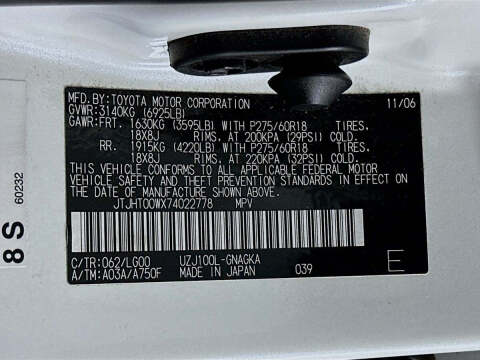 MFD. BY: TOYOTA MOTOR CORPORATION 11/06
GVWR: 3140KG (6925LB)
GAWR: FRT. 1630KG (3595LB) WITH P275/60R18 TIRES.
18X8J RIMS. AT 200KPA (29PSI) COLD.
RR. 1915KG (4220LB) WITH P275/60R18 TIRES.
18X8J RIMS. AT 220KPA (32PSI) COLD.
THIS VEHICLE CONFORMS TO ALL APPLICABLE FEDERAL MOTOR
VEHICLE SAFETY AND THEFT PREVENTION STANDARDS IN EFFECT ON
THE DATE OF MANUFACTURE SHOWN ABOVE.
JTJHT00WX74022778 MPV
C/TR: 062/LG00 UZJ100L-GNAGKA
A/TM: A03A/A750F MADE IN JAPAN 039 E
8 S 60232